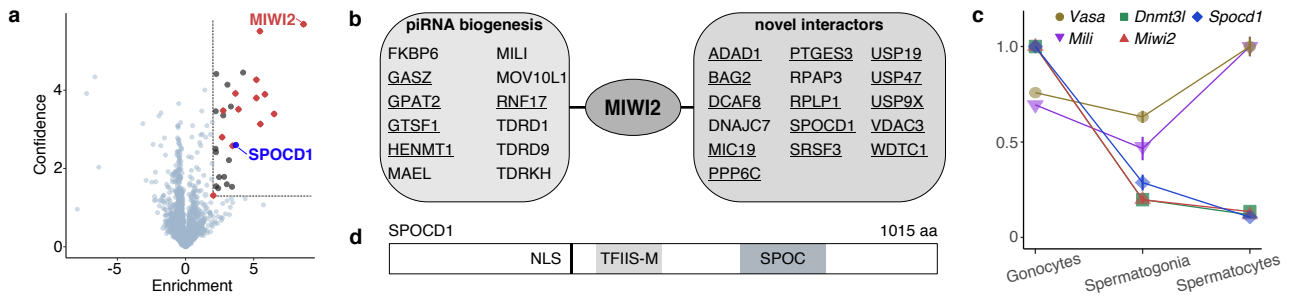 a
MIWI2
SPOCD1
Confidence
4
2
0
-5
0
5
Enrichment
b
piRNA biogenesis
FKBP6 MILI
GASZ MOV10L1
GPAT2 RNF17
GTSF1 TDRD1
HENMT1 TDRD9
MAEL TDRKH
MIWI2
novel interactors
ADAD1 PTGES3 USP19
BAG2 RPAP3 USP47
DCAF8 RPLP1 USP9X
DNAJC7 SPOCD1 VDAC3
MIC19 SRSF3 WDTC1
PPP6C
c
Vasa Dnmt3l Spocd1
Mili Miwi2
1.0
0.5
0
Gonocytes
Spermatogonia
Spermatocytes
d
SPOCD1 1015 aa
NLS TFIIS-M SPOC